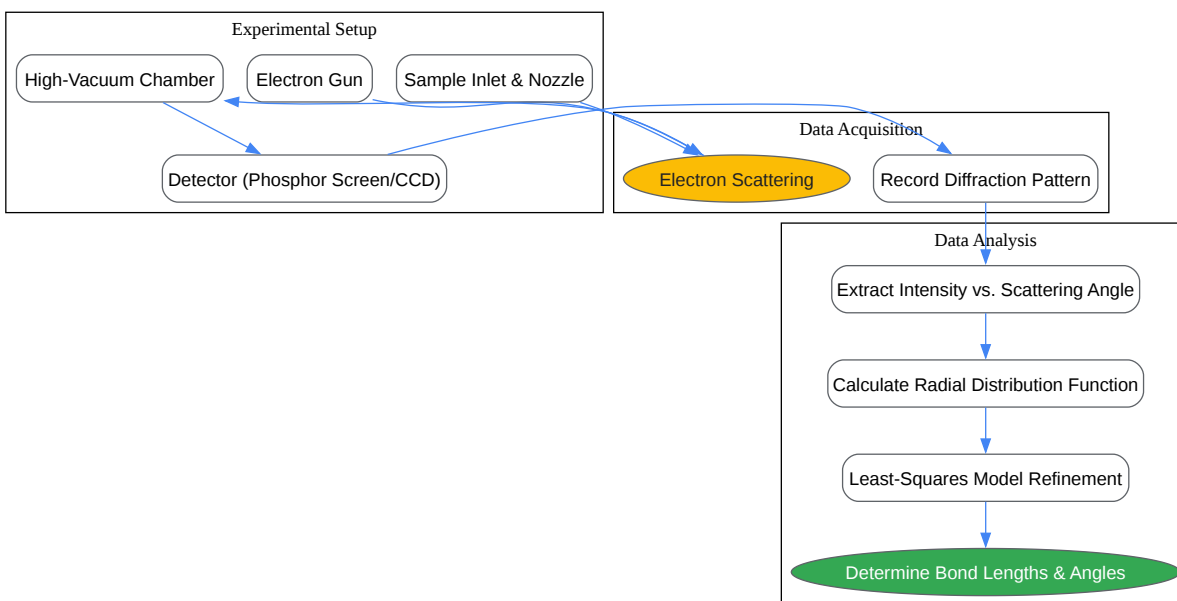 Experimental Setup
High-Vacuum Chamber
Electron Gun
Sample Inlet & Nozzle
Detector (Phosphor Screen/CCD)
Data Acquisition
Electron Scattering
Record Diffraction Pattern
Data Analysis
Extract Intensity vs. Scattering Angle
Calculate Radial Distribution Function
Least-Squares Model Refinement
Determine Bond Lengths & Angles